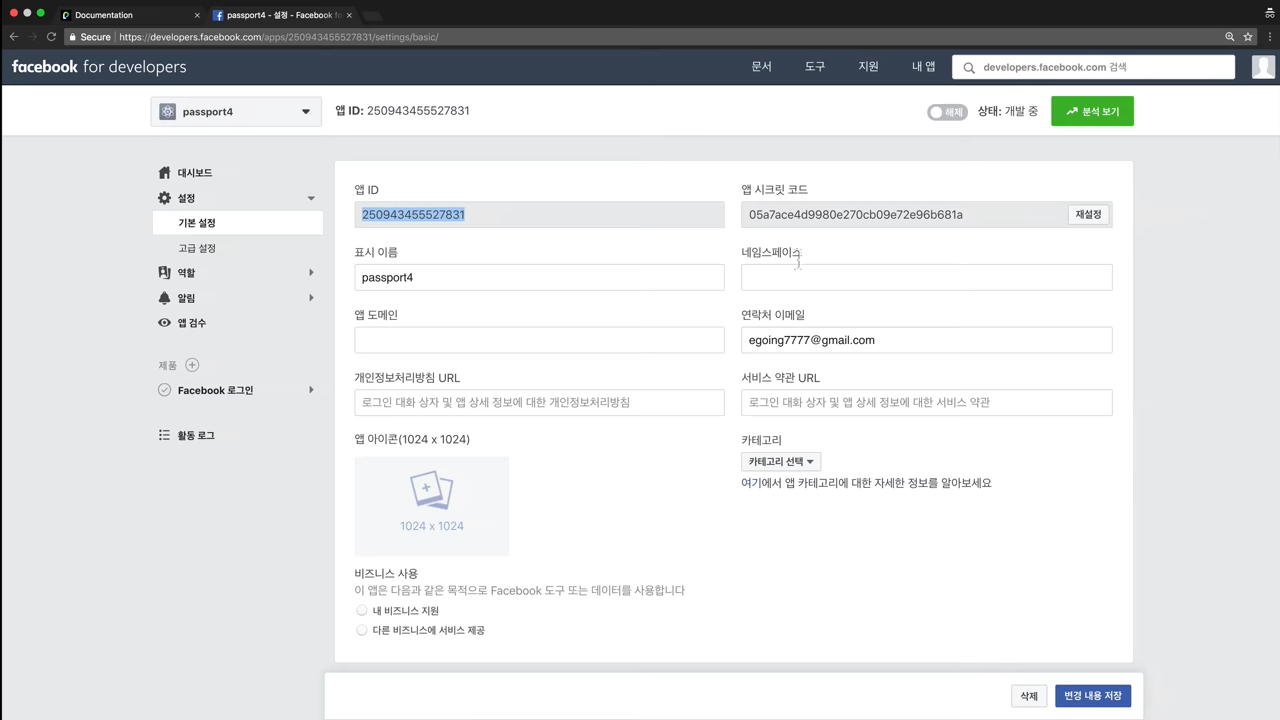 Documentation
passport4 - 설정 - Facebook fo
Secure https://developers.facebook.com/apps/250943455527831/settings/basic/
facebook for developers
문서 도구 지원 내 앱
developers.facebook.com 검색
passport4
앱 ID: 250943455527831
해제
상태: 개발 중
분석 보기
대시보드
설정
기본 설정
고급 설정
역할
알림
앱 검수
제품
Facebook 로그인
활동 로그
앱 ID
250943455527831
앱 시크릿 코드
05a7ace4d9980e270cb09e72e96b681a
재설정
표시 이름
passport4
네임스페이스
앱 도메인
연락처 이메일
egoing7777@gmail.com
개인정보처리방침 URL
로그인 대화 상자 및 앱 상세 정보에 대한 개인정보처리방침
서비스 약관 URL
로그인 대화 상자 및 앱 상세 정보에 대한 서비스 약관
앱 아이콘(1024 x 1024)
1024 x 1024
카테고리
카테고리 선택
여기에서 앱 카테고리에 대한 자세한 정보를 알아보세요
비즈니스 사용
이 앱은 다음과 같은 목적으로 Facebook 도구 또는 데이터를 사용합니다
내 비즈니스 지원
다른 비즈니스에 서비스 제공
삭제
변경 내용 저장